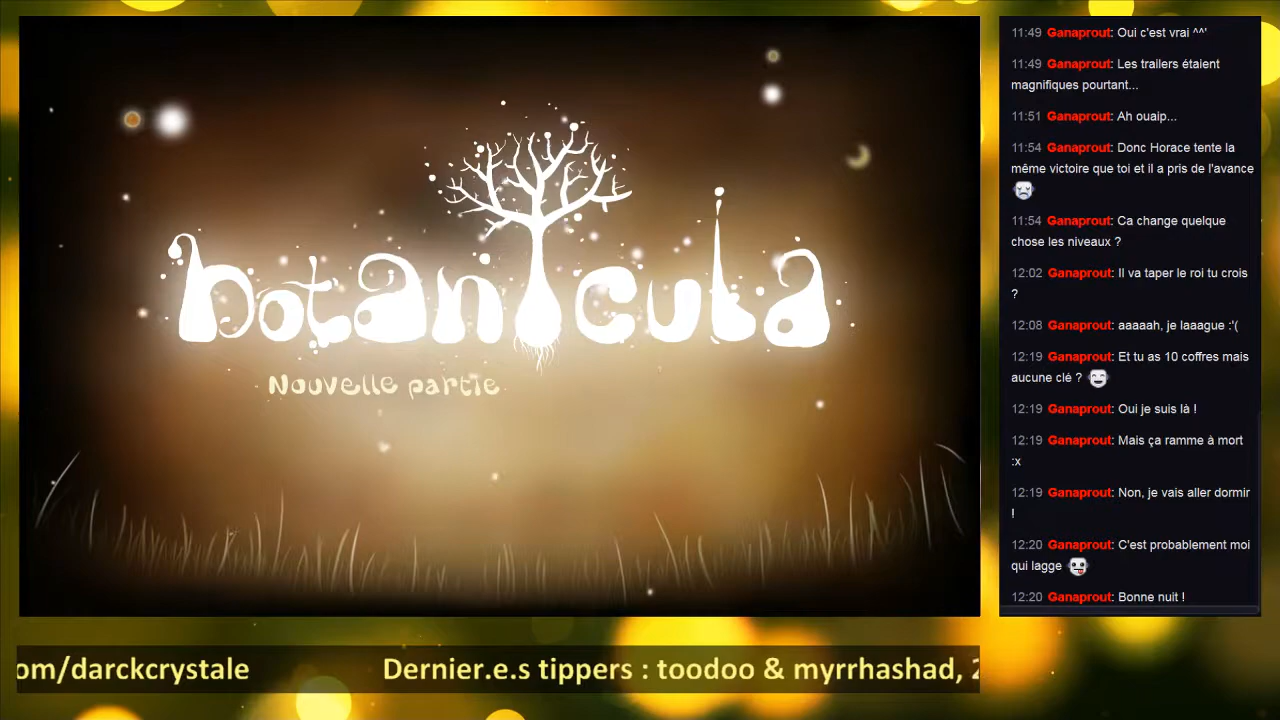 botanicula
Nouvelle partie
11:49 Ganaprout: Oui c'est vrai ^^'
11:49 Ganaprout: Les trailers étaient
magnifiques pourtant...
11:51 Ganaprout: Ah ouaip...
11:54 Ganaprout: Donc Horace tente la
même victoire que toi et il a pris de l'avance
11:54 Ganaprout: Ca change quelque
chose les niveaux ?
12:02 Ganaprout: Il va taper le roi tu crois
?
12:08 Ganaprout: aaaaah, je laaague :'(
12:19 Ganaprout: Et tu as 10 coffres mais
aucune clé ?
12:19 Ganaprout: Oui je suis là !
12:19 Ganaprout: Mais ça ramme à mort
:x
12:19 Ganaprout: Non, je vais aller dormir
!
12:20 Ganaprout: C'est probablement moi
qui lagge
12:20 Ganaprout: Bonne nuit !
om/darckcrystale Dernier.e.s tippers : toodoo & myrrhashad, 2